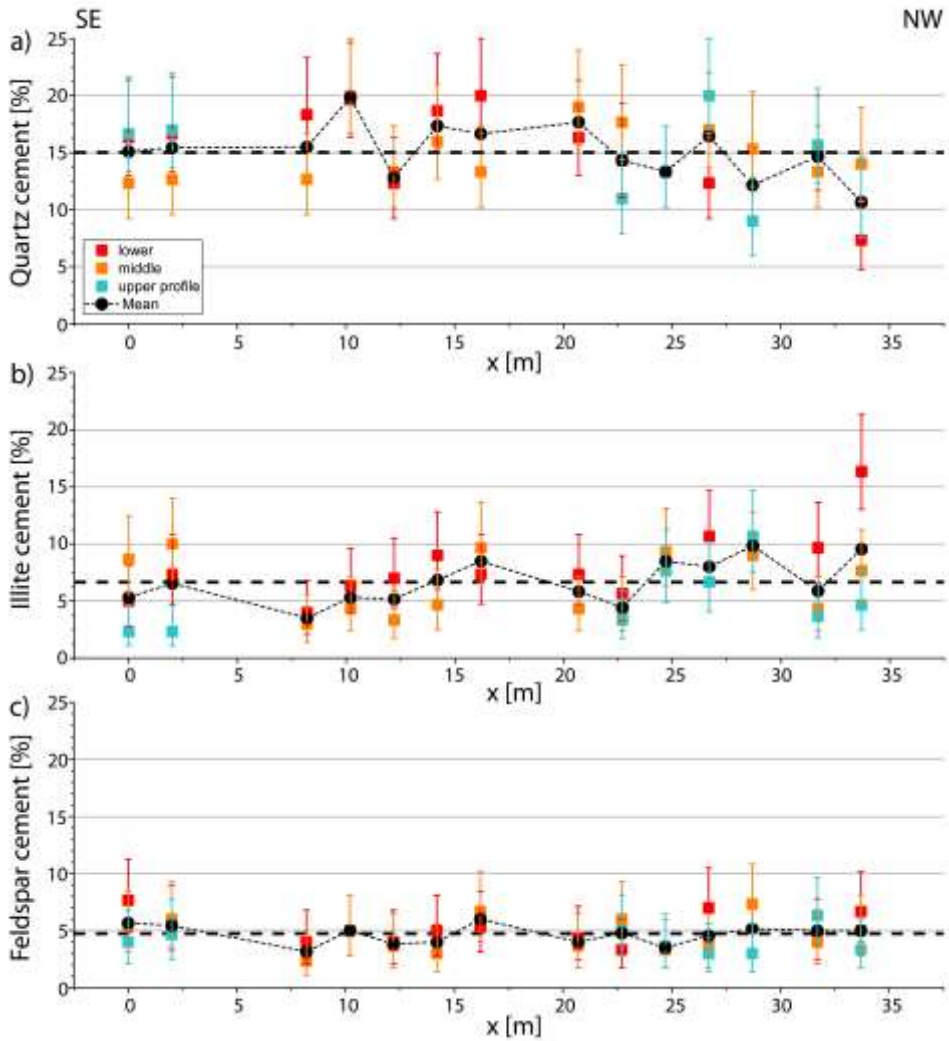 SE NW
a)
Quartz cement [%]
25
20
15
10
5
0
lower
middle
upper profile
Mean
0 5 10 15 20 25 30 35
x [m]
b)
Illite cement [%]
25
20
15
10
5
0
0 5 10 15 20 25 30 35
x [m]
c)
Feldspar cement [%]
25
20
15
10
5
0
0 5 10 15 20 25 30 35
x [m]